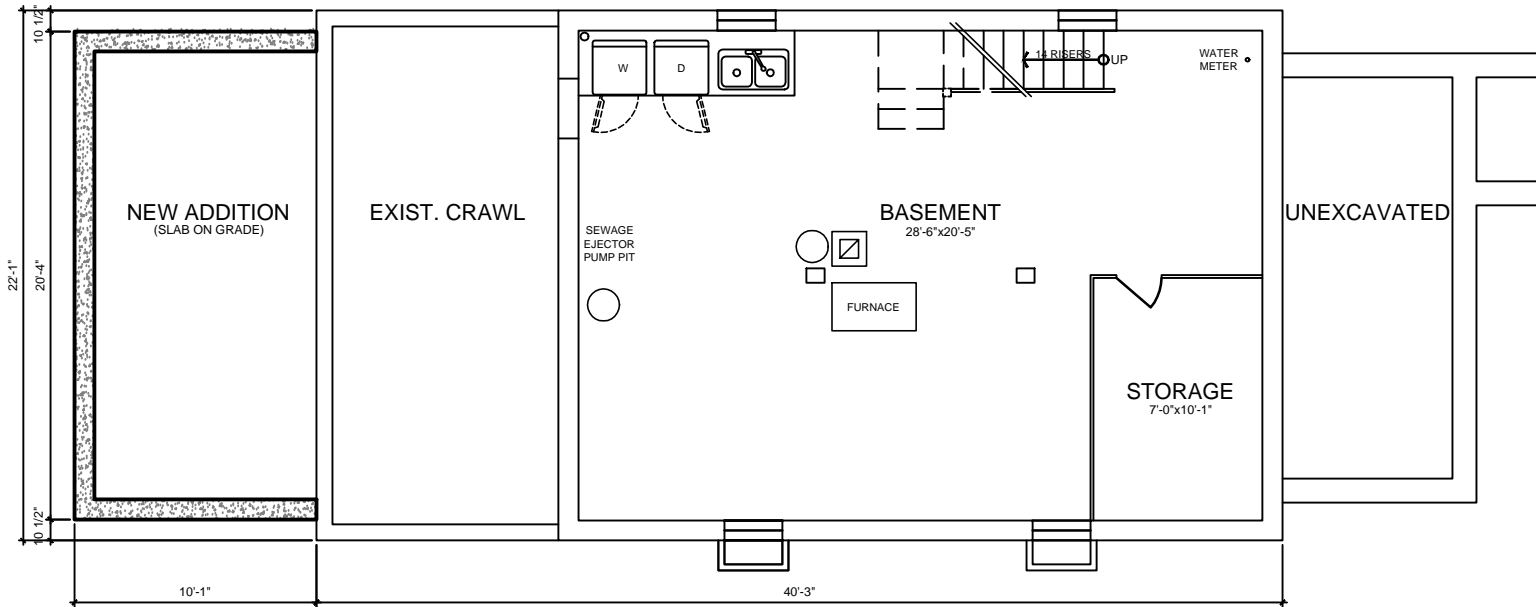 10 1/2"
22'-1"
20'-4"
10 1/2"
NEW ADDITION
(SLAB ON GRADE)
EXIST. CRAWL
W
D
SEWAGE
EJECTOR
PUMP PIT
BASEMENT
28'-6"x20'-5"
FURNACE
14 RISERS
UP
WATER
METER
STORAGE
7'-0"x10'-1"
UNEXCAVATED
10'-1"
40'-3"